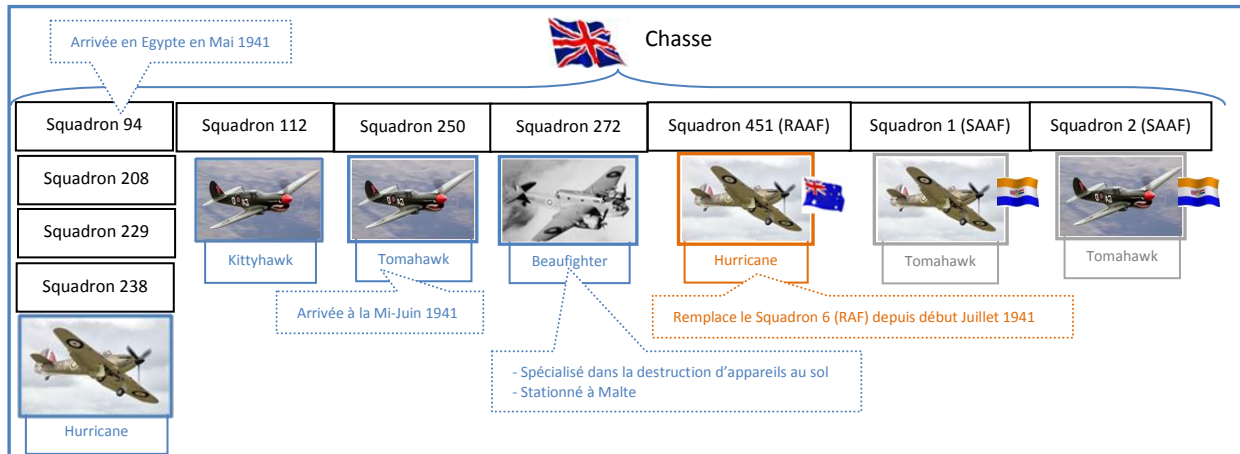 Arrivée en Egypte en Mai 1941
Chasse
Squadron 94
Squadron 112
Squadron 250
Squadron 272
Squadron 451 (RAAF)
Squadron 1 (SAAF)
Squadron 2 (SAAF)
Squadron 208
Squadron 229
Squadron 238
Kittyhawk
Tomahawk
Beaufighter
Hurricane
Tomahawk
Tomahawk
Arrivée à la Mi-Juin 1941
Remplace le Squadron 6 (RAF) depuis début Juillet 1941
- Spécialisé dans la destruction d'appareils au sol
- Stationné à Malte
Hurricane